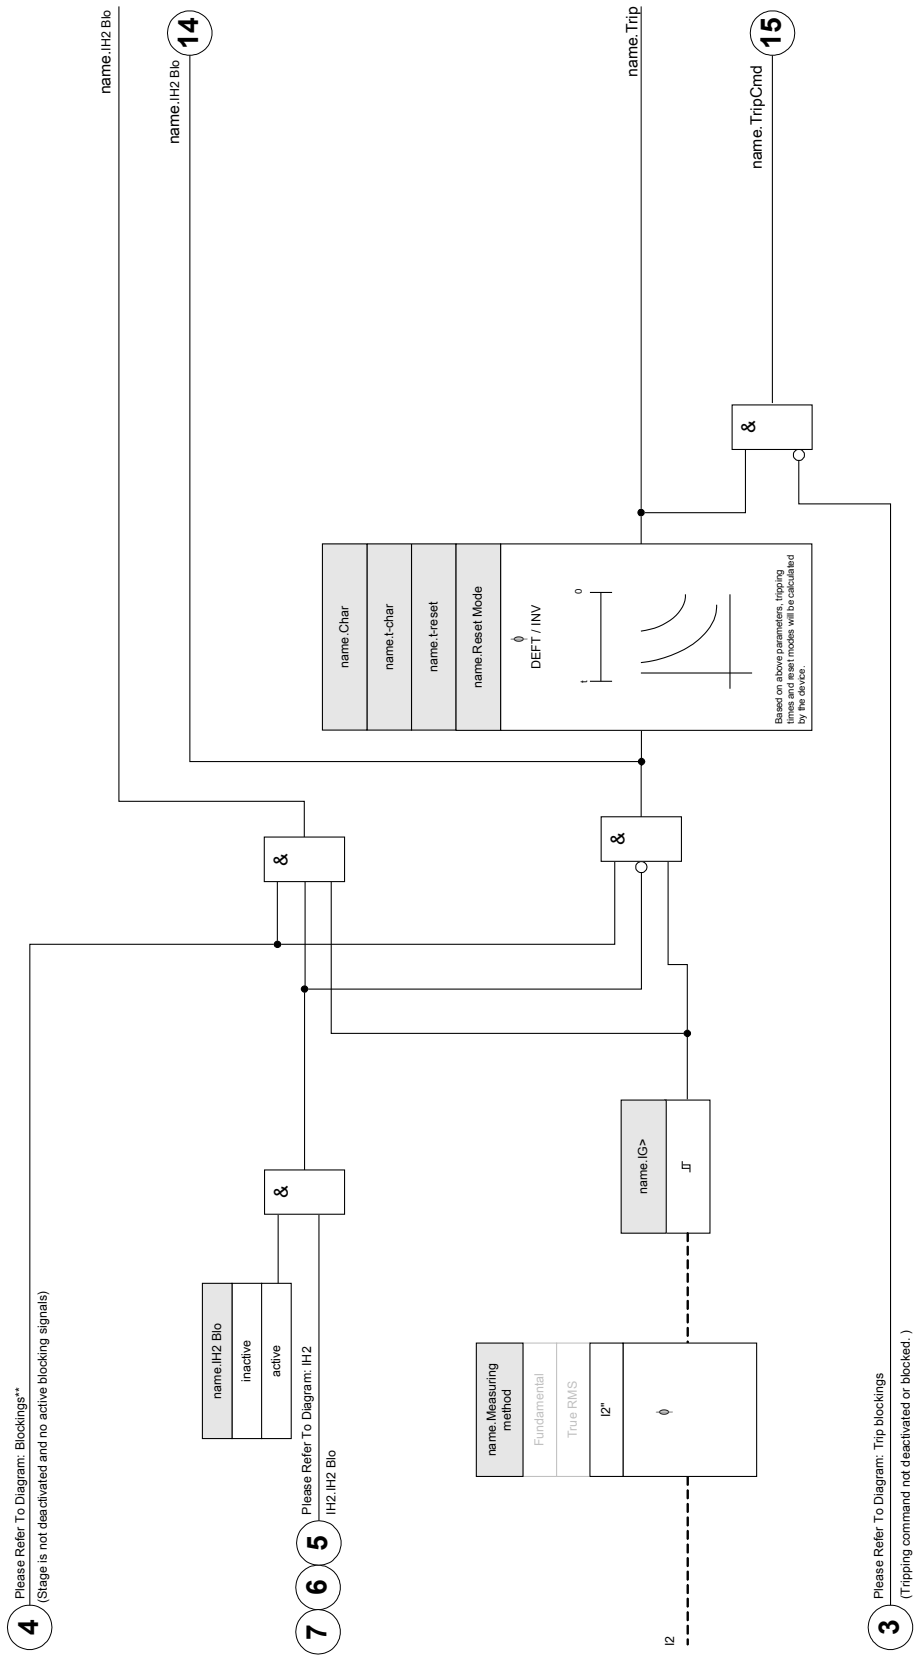 4
Please Refer To Diagram: Blockings**
(Stage is not deactivated and no active blocking signals)
name.IH2 Blo
name.IH2 Blo
14
name.IH2 Blo
inactive
active
&
&
7
6
5
Please Refer To Diagram: IH2
IH2.IH2 Blo
name.Char
name.t-char
name.t-reset
name.Reset Mode
ϕ
DEFT / INV
t
0
Based on above parameters, tripping
times and reset modes will be calculated
by the device.
name.Measuring
method
Fundamental
True RMS
I2"
ϕ
I2
name.IG>
&
name.Trip
&
name.TripCmd
15
3
Please Refer To Diagram: Trip blockings
(Tripping command not deactivated or blocked. )